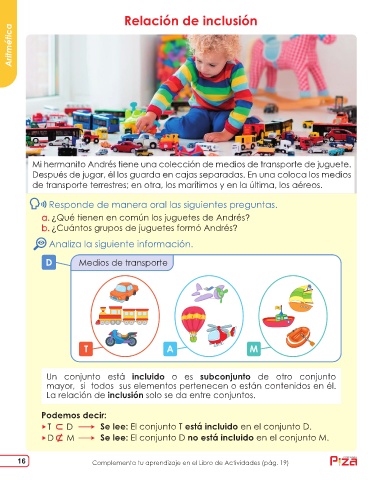 Relación de inclusión
Aritmética
Mi hermanito Andrés tiene una colección de medios de transporte de juguete.
Después de jugar, él los guarda en cajas separadas. En una coloca los medios
de transporte terrestres; en otra, los marítimos y en la última, los aéreos.
Responde de manera oral las siguientes preguntas.
a. ¿Qué tienen en común los juguetes de Andrés?
b. ¿Cuántos grupos de juguetes formó Andrés?
Analiza la siguiente información.
D Medios de transporte
T A M
Un conjunto está incluido o es subconjunto de otro conjunto
mayor, si todos sus elementos pertenecen o están contenidos en él.
La relación de inclusión solo se da entre conjuntos.
Podemos decir:
T ⊂ D → Se lee: El conjunto T está incluido en el conjunto D.
D ⊄ M → Se lee: El conjunto D no está incluido en el conjunto M.
16 Complementa tu aprendizaje en el Libro de Actividades (pág. 19)